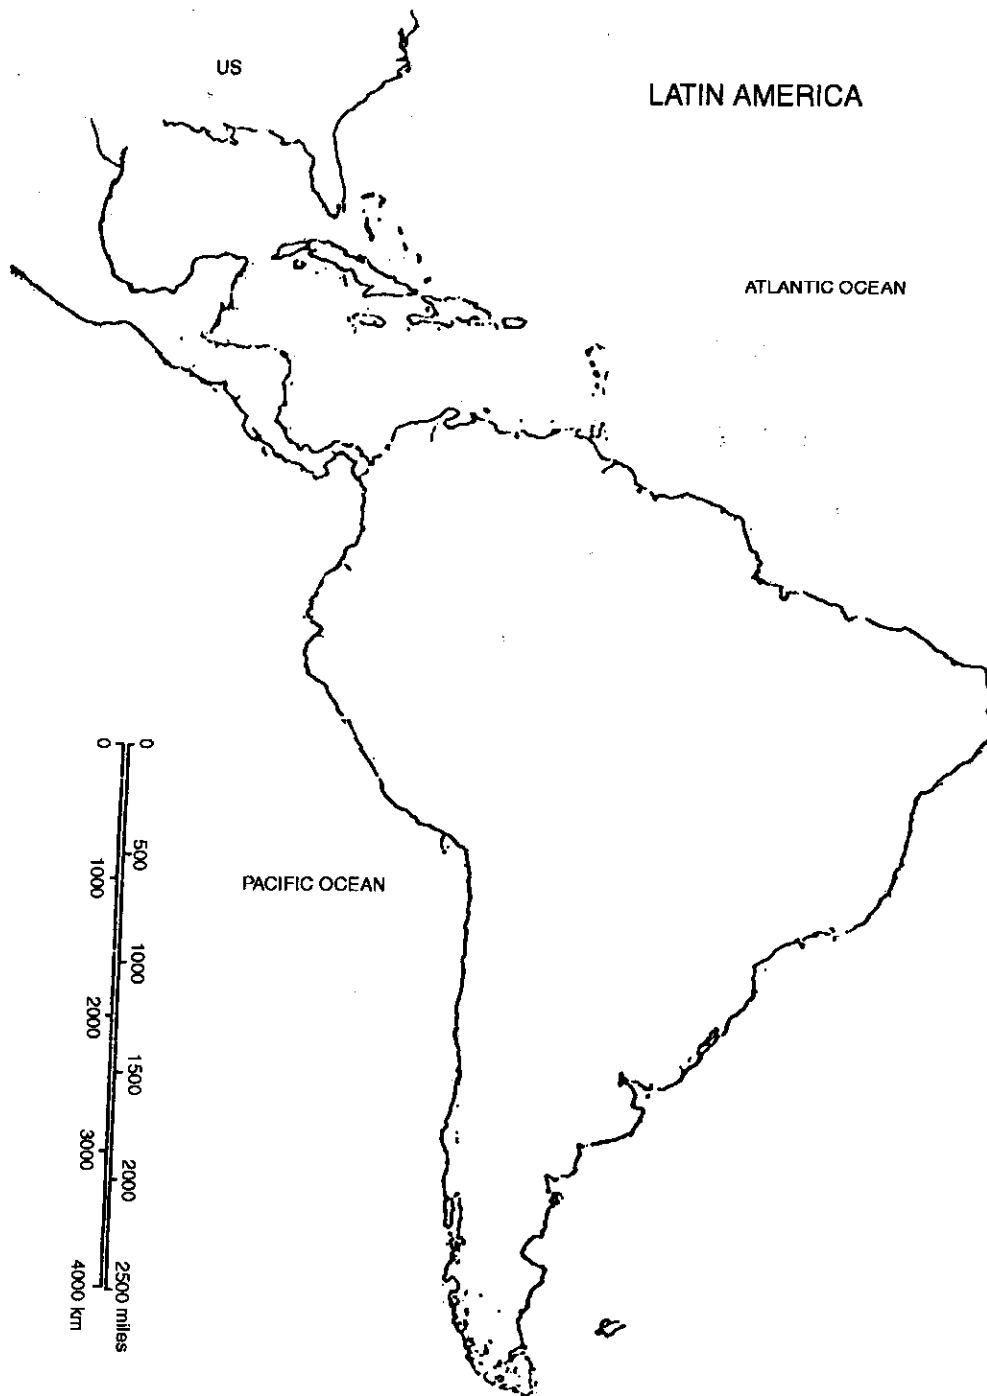 US
LATIN AMERICA
ATLANTIC OCEAN
PACIFIC OCEAN
0 500 1000 1500 2000 2500 miles
0 1000 2000 3000 4000 km